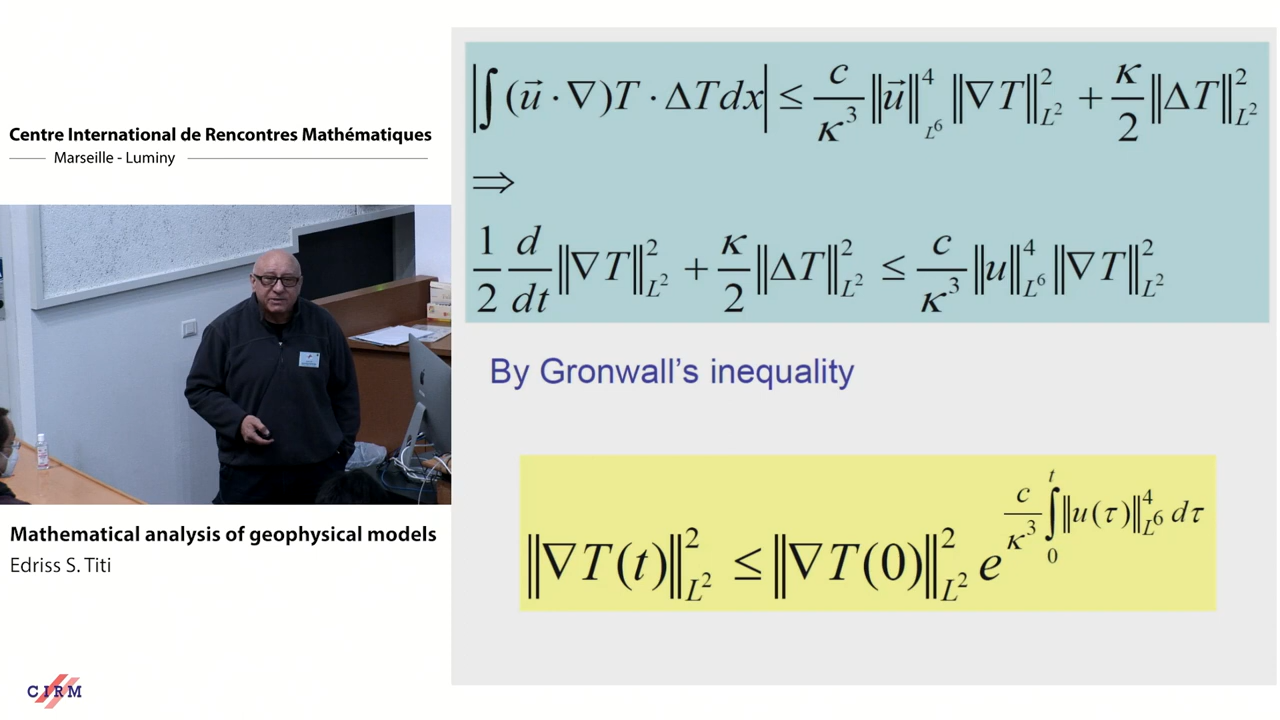 Centre International de Rencontres Mathématiques
Marseille - Luminy
Mathematical analysis of geophysical models
Edriss S. Titi
CIRM
|∫ (u⃗ · ∇)T · ΔT dx| ≤ c/κ³ ‖u⃗‖⁴_{L⁶} ‖∇T‖²_{L²} + κ/2 ‖ΔT‖²_{L²}
⇒
1/2 d/dt ‖∇T‖²_{L²} + κ/2 ‖ΔT‖²_{L²} ≤ c/κ³ ‖u‖⁴_{L⁶} ‖∇T‖²_{L²}
By Gronwall's inequality
‖∇T(t)‖²_{L²} ≤ ‖∇T(0)‖²_{L²} e^{c/κ³ ∫₀ᵗ ‖u(τ)‖⁴_{L⁶} dτ}